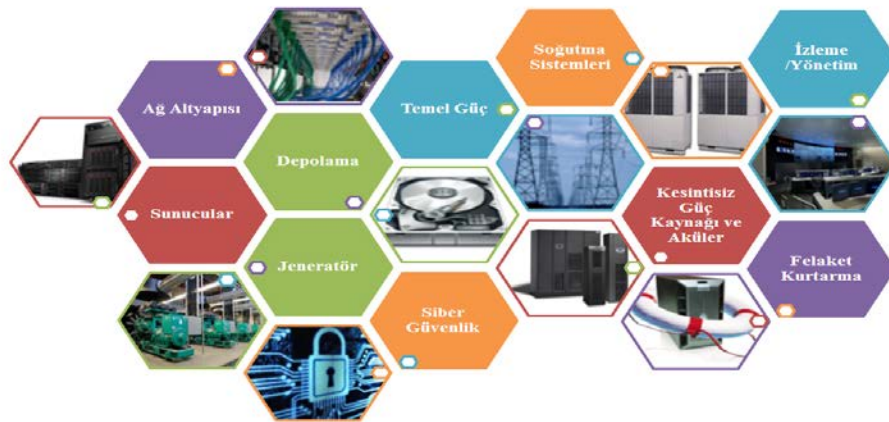 Ağ Altyapısı
Sunucular
Depolama
Jeneratör
Temel Güç
Siber
Güvenlik
Soğutma
Sistemleri
Kesintisiz
Güç
Kaynağı ve
Aküler
İzleme
/Yönetim
Felaket
Kurtarma